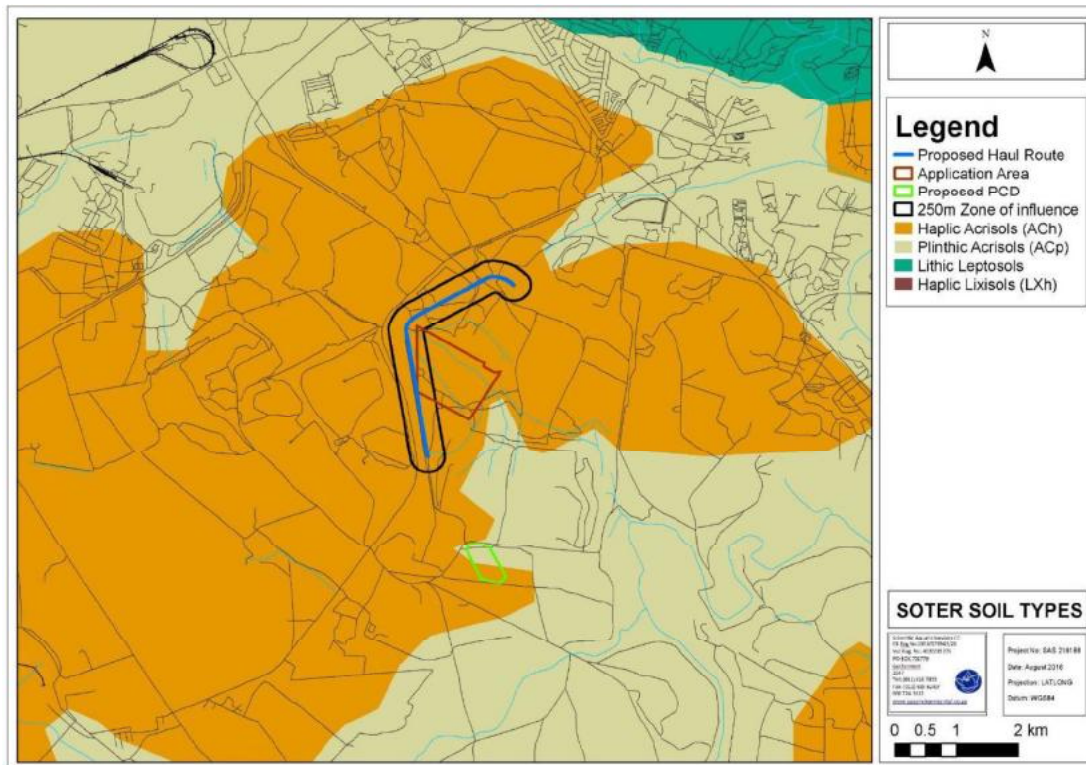 N
Legend
Proposed Haul Route
Application Area
Proposed PCD
250m Zone of influence
Haplic Acrisols (ACh)
Plinthic Acrisols (ACp)
Lithic Leptosols
Haplic Lixisols (LXh)
SOTER SOIL TYPES
Date: August 2016
Projection: LATLONG
Datum: WGS84
0 0.5 1 2 km